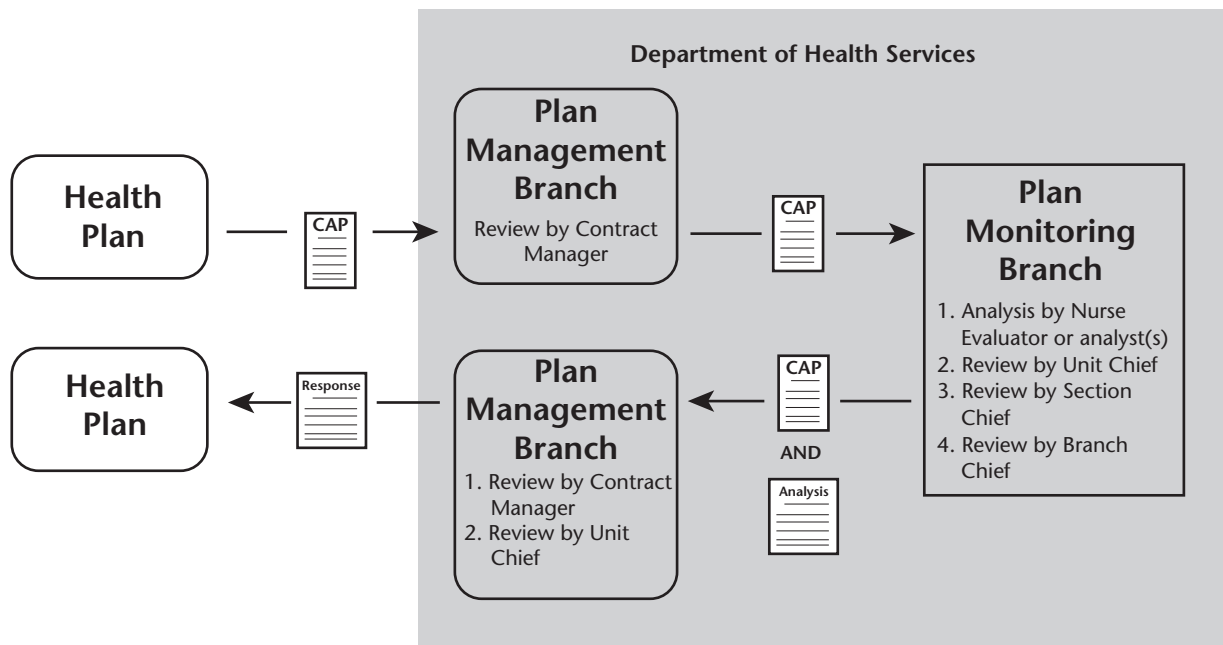 Department of Health Services
Health
Plan
CAP
Plan
Management
Branch
Review by Contract
Manager
CAP
Plan
Monitoring
Branch
1. Analysis by Nurse
Evaluator or analyst(s)
2. Review by Unit Chief
3. Review by Section
Chief
4. Review by Branch
Chief
Health
Plan
Response
Plan
Management
Branch
1. Review by Contract
Manager
2. Review by Unit
Chief
CAP
AND
Analysis